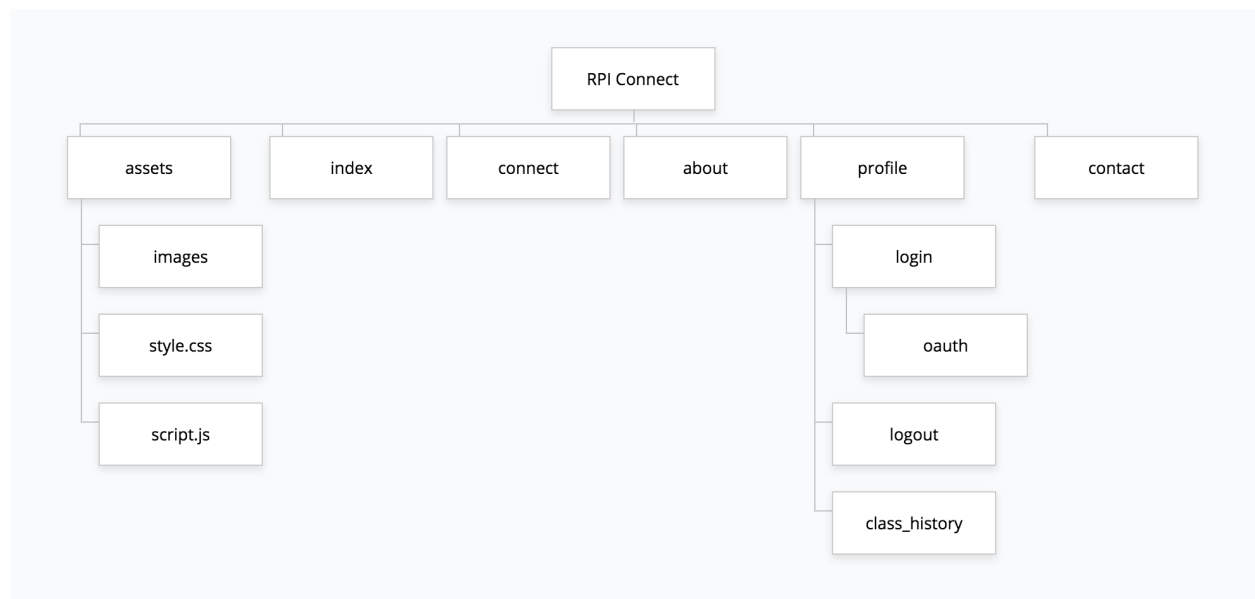 RPI Connect
assets
index
connect
about
profile
contact
images
login
style.css
oauth
script.js
logout
class_history